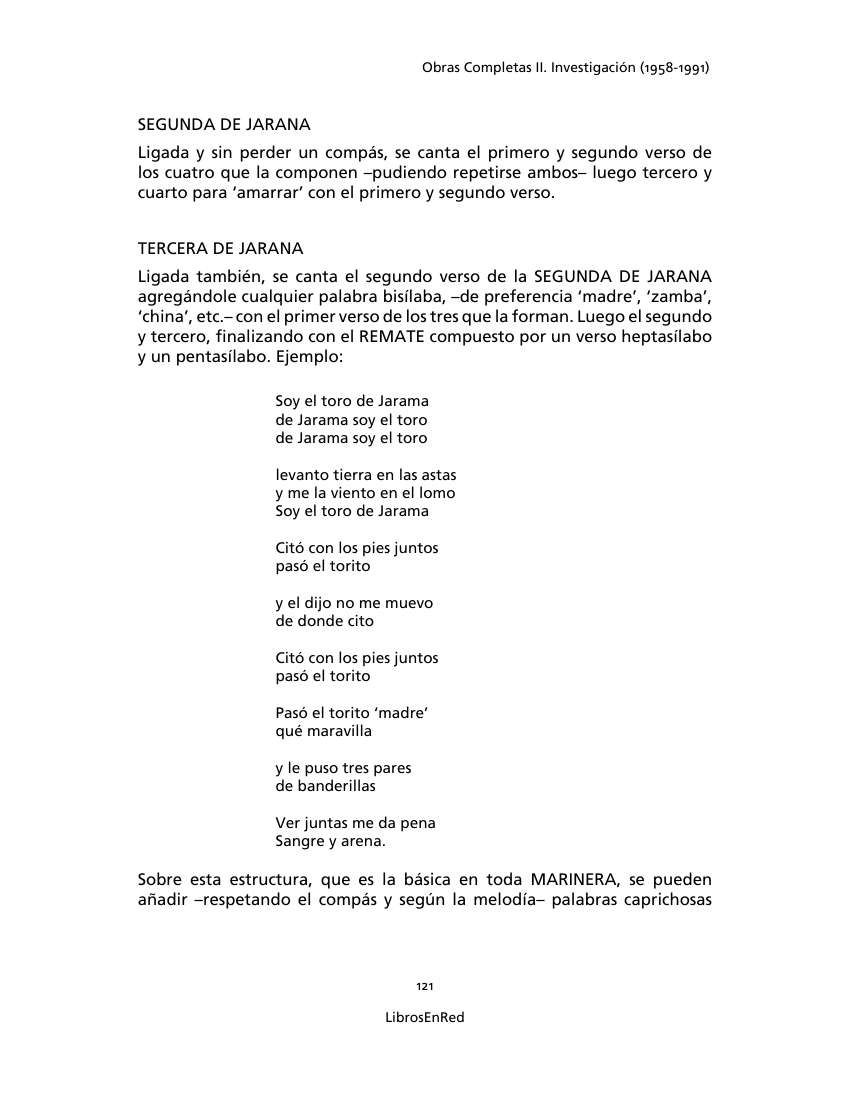 Obras Completas II. Investigación (1958-1991)
SEGUNDA DE JARANA
Ligada y sin perder un compás, se canta el primero y segundo verso de
los cuatro que la componen –pudiendo repetirse ambos– luego tercero y
cuarto para ‘amarrar’ con el primero y segundo verso.
TERCERA DE JARANA
Ligada también, se canta el segundo verso de la SEGUNDA DE JARANA
agregándole cualquier palabra bisílaba, –de preferencia ‘madre’, ‘zamba’,
‘china’, etc.– con el primer verso de los tres que la forman. Luego el segundo
y tercero, finalizando con el REMATE compuesto por un verso heptasílabo
y un pentasílabo. Ejemplo:
Soy el toro de Jarama
de Jarama soy el toro
de Jarama soy el toro
levanto tierra en las astas
y me la viento en el lomo
Soy el toro de Jarama
Citó con los pies juntos
pasó el torito
y el dijo no me muevo
de donde cito
Citó con los pies juntos
pasó el torito
Pasó el torito ‘madre’
qué maravilla
y le puso tres pares
de banderillas
Ver juntas me da pena
Sangre y arena.
Sobre esta estructura, que es la básica en toda MARINERA, se pueden
añadir –respetando el compás y según la melodía– palabras caprichosas
121
LibrosEnRed